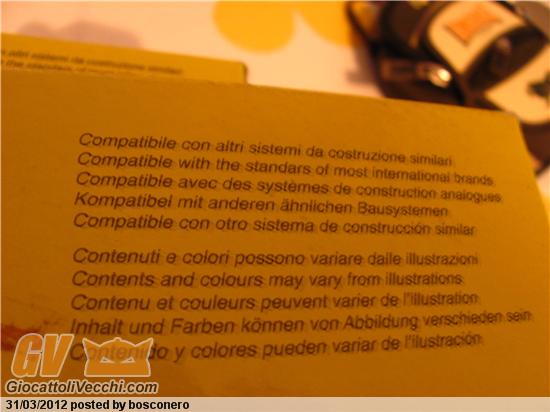 Compatibile con altri sistemi da costruzione similari
Compatible with the standars of most international brands
Compatible avec des systèmes de construction analogues
Kompatibel mit anderen ähnlichen Bausystemen
Compatible con otro sistema de construcción similar
Contenuti e colori possono variare dalle illustrazioni
Contents and colours may vary from illustrations
Contenu et couleurs peuvent varier de l'illustration
Inhalt und Farben können von Abbildung verschieden sein
Contenido y colores pueden variar de l'ilustración
GV
GiocattoliVecchi.com
31/03/2012 posted by bosconero